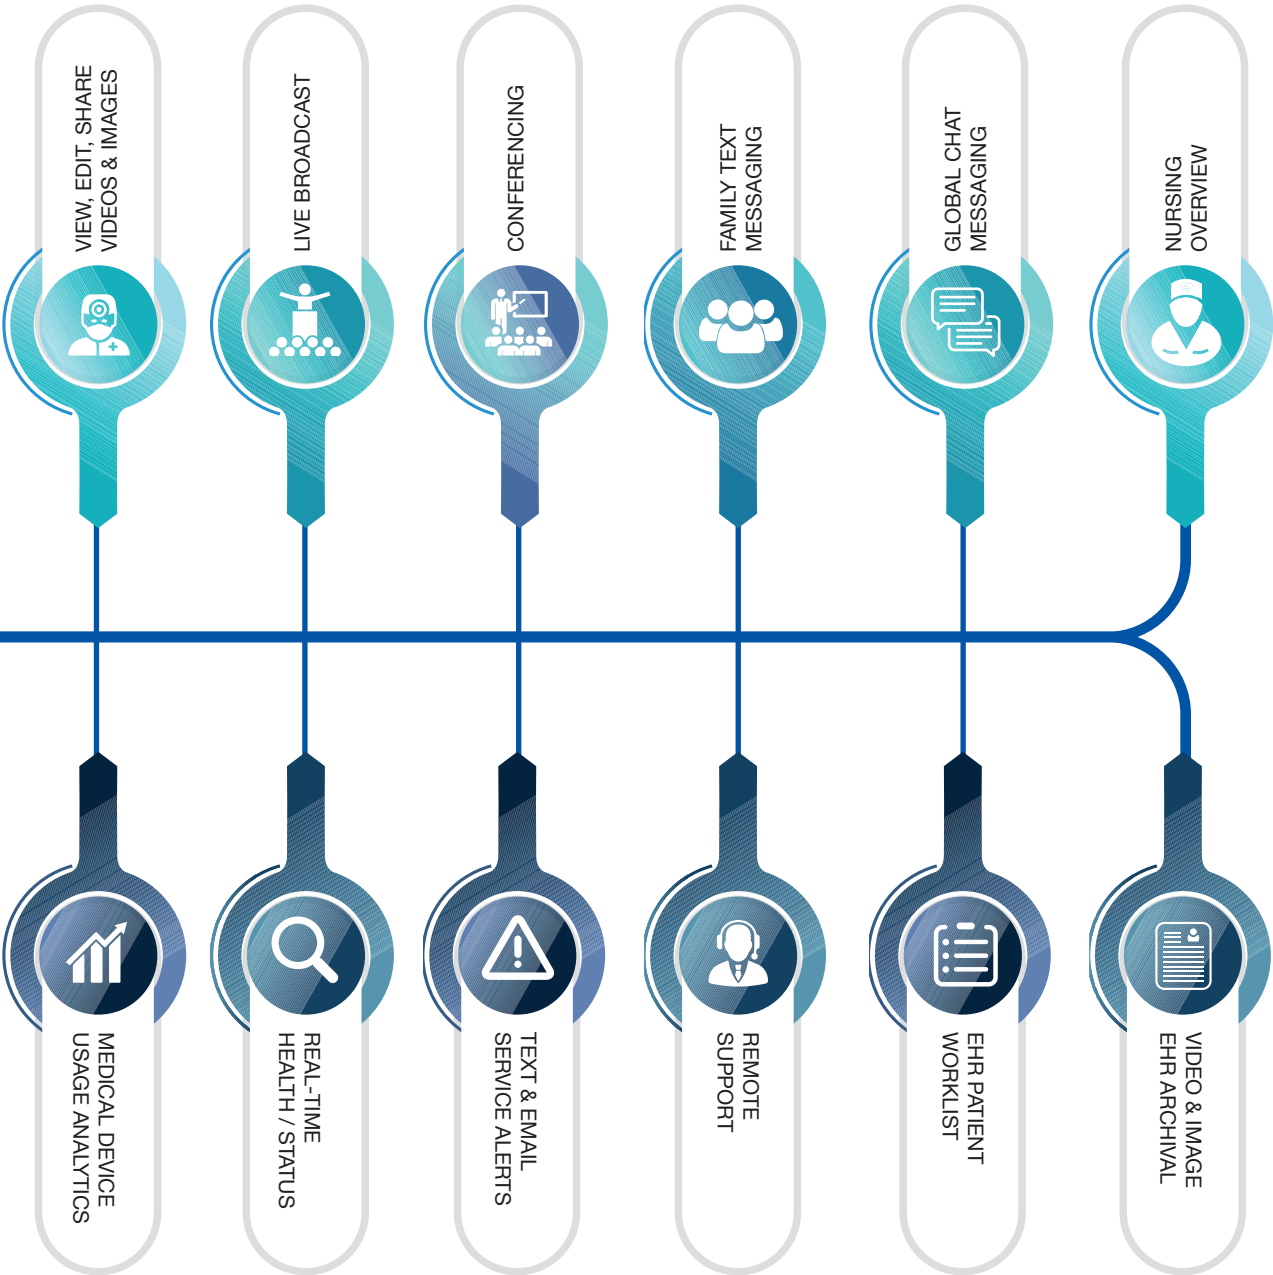 VIEW, EDIT, SHARE
VIDEOS & IMAGES
LIVE BROADCAST
CONFERENCING
FAMILY TEXT
MESSAGING
GLOBAL CHAT
MESSAGING
NURSING
OVERVIEW
MEDICAL DEVICE
USAGE ANALYTICS
REAL-TIME
HEALTH / STATUS
TEXT & EMAIL
SERVICE ALERTS
REMOTE
SUPPORT
EHR PATIENT
WORKLIST
VIDEO & IMAGE
EHR ARCHIVAL